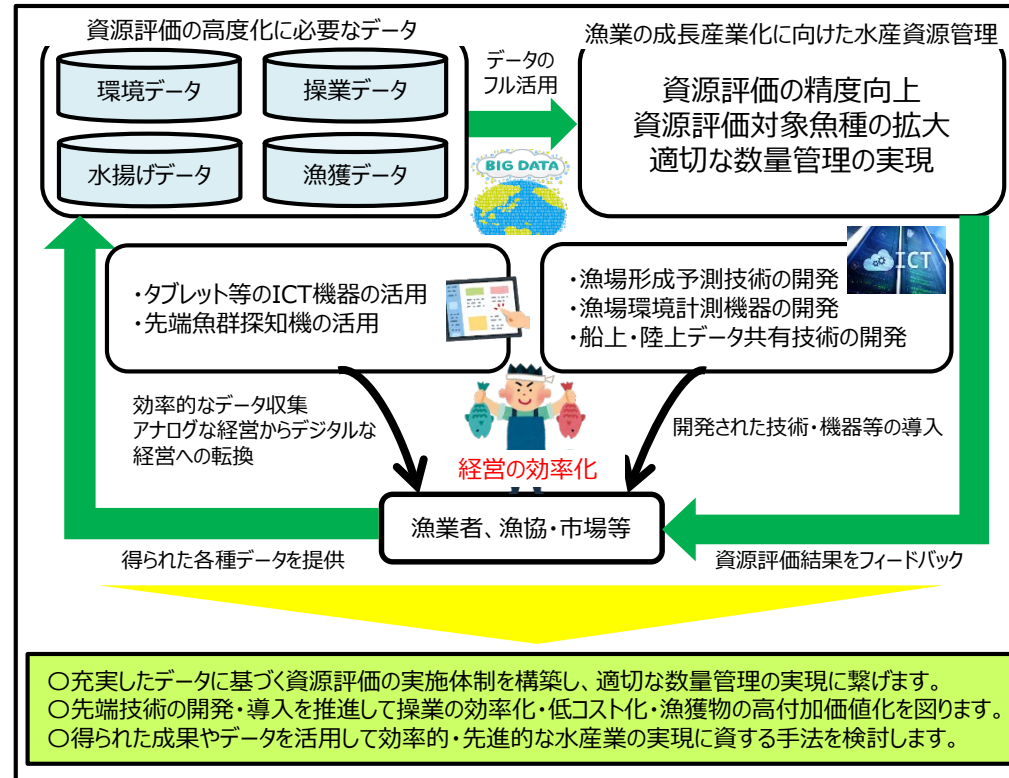 資源評価の高度化に必要なデータ
環境データ
操業データ
水揚げデータ
漁獲データ
データの
フル活用
BIG DATA
漁業の成長産業化に向けた水産資源管理
資源評価の精度向上
資源評価対象魚種の拡大
適切な数量管理の実現
・タブレット等のICT機器の活用
・先端魚群探知機の活用
ICT
・漁場形成予測技術の開発
・漁場環境計測機器の開発
・船上・陸上データ共有技術の開発
効率的なデータ収集
アナログな経営からデジタルな
経営への転換
経営の効率化
開発された技術・機器等の導入
漁業者、漁協・市場等
得られた各種データを提供
資源評価結果をフィードバック
〇充実したデータに基づく資源評価の実施体制を構築し、適切な数量管理の実現に繋げます。
〇先端技術の開発・導入を推進して操業の効率化・低コスト化・漁獲物の高付加価値化を図ります。
〇得られた成果やデータを活用して効率的・先進的な水産業の実現に資する手法を検討します。